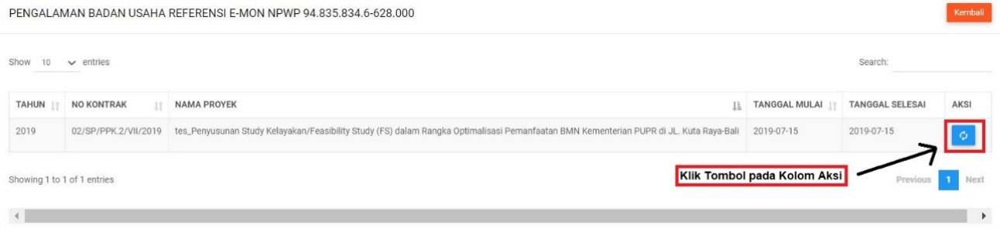 PENGALAMAN BADAN USAHA REFERENSI E-MON NPWP 94.835.834.6-628.000
Kembali
Show 10 entries
Search:
TAHUN NO KONTRAK NAMA PROYEK TANGGAL MULAI TANGGAL SELESAI AKSI
2019 02/SP/PPK.2/VII/2019 tes_Penyusunan Study Kelayakan/Feasibility Study (FS) dalam Rangka Optimalisasi Pemanfaatan BMN Kementerian PUPR di JL. Kuta Raya-Bali 2019-07-15 2019-07-15
Klik Tombol pada Kolom Aksi
Showing 1 to 1 of 1 entries
Previous 1 Next